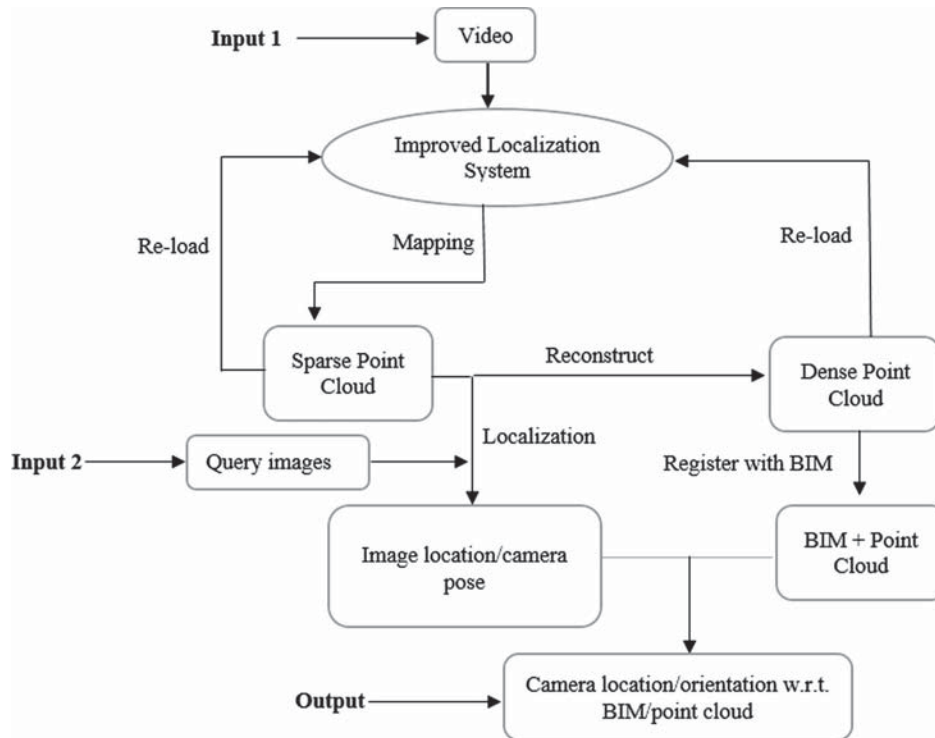 Input 1
Video
Improved Localization
System
Re-load
Mapping
Re-load
Sparse Point
Cloud
Reconstruct
Dense Point
Cloud
Localization
Input 2
Query images
Register with BIM
Image location/camera
pose
BIM + Point
Cloud
Output
Camera location/orientation w.r.t.
BIM/point cloud